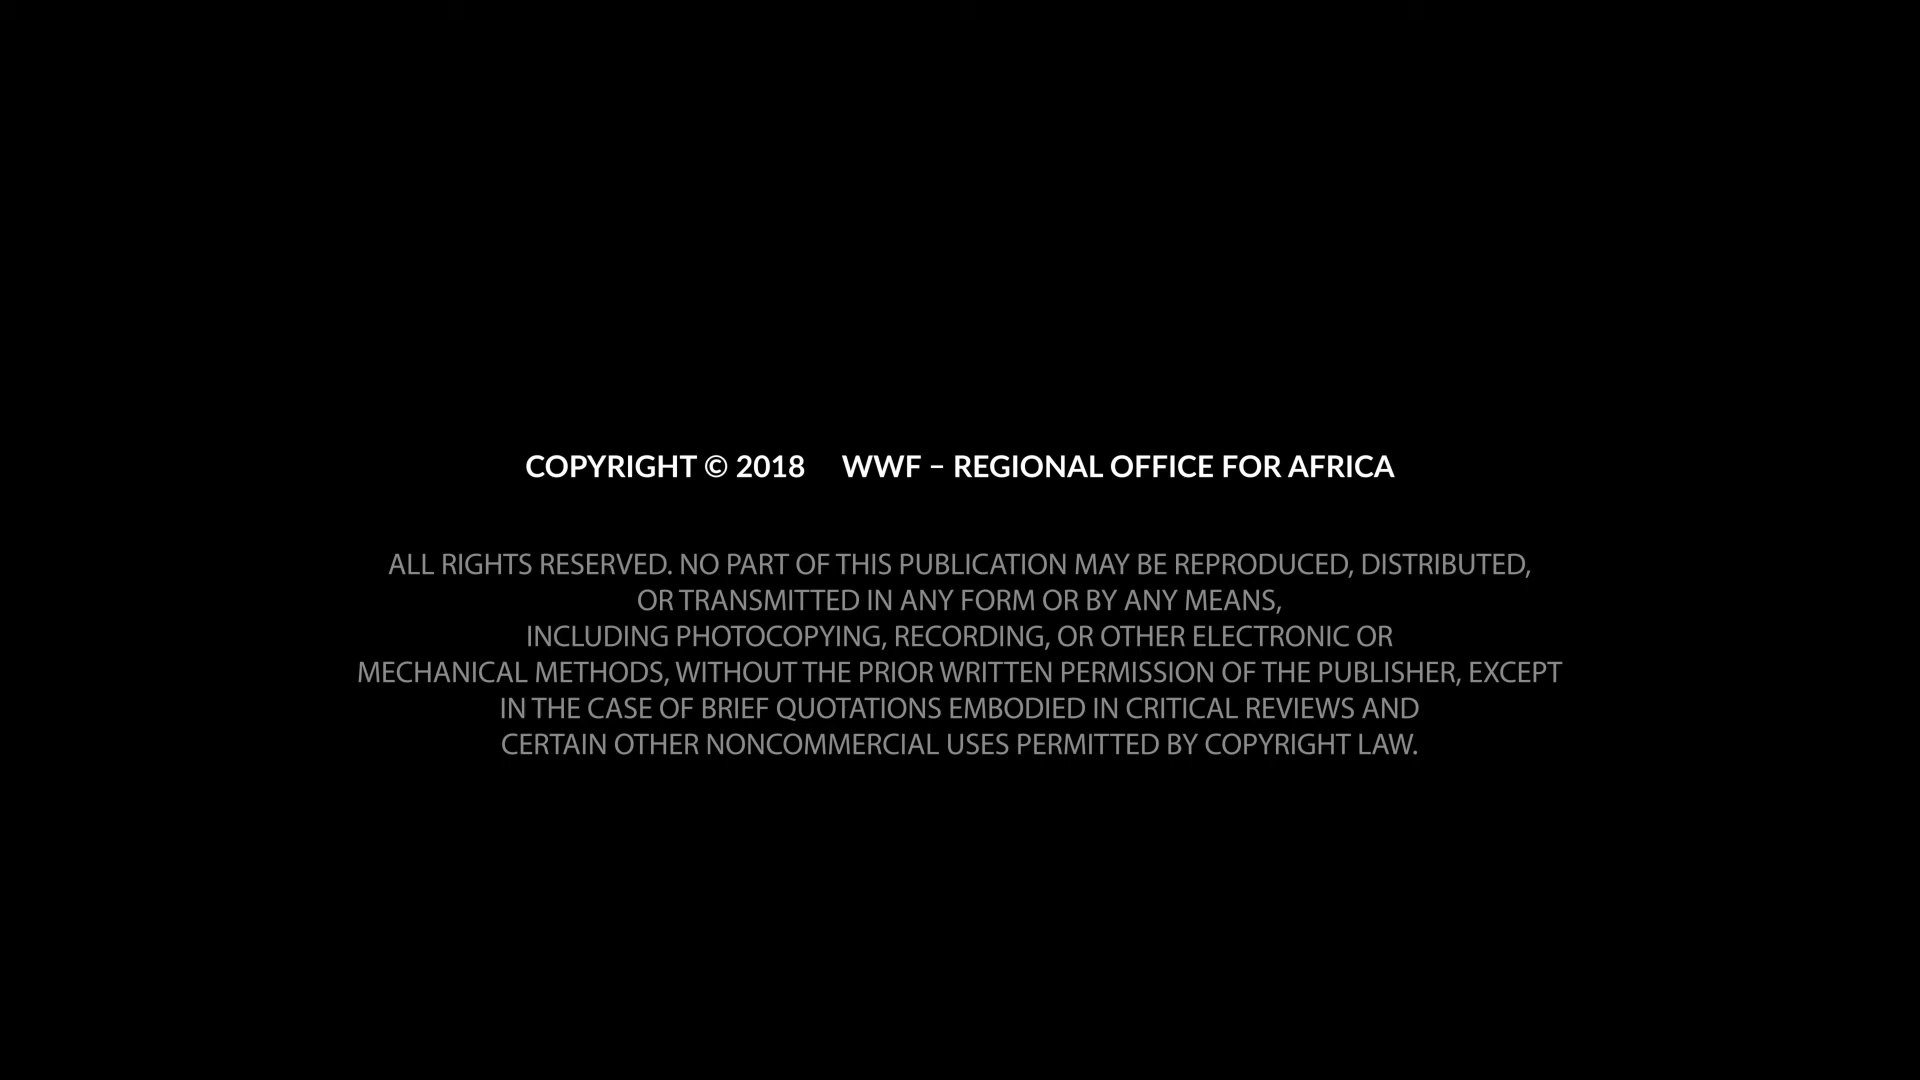 COPYRIGHT © 2018 WWF – REGIONAL OFFICE FOR AFRICA
ALL RIGHTS RESERVED. NO PART OF THIS PUBLICATION MAY BE REPRODUCED, DISTRIBUTED,
OR TRANSMITTED IN ANY FORM OR BY ANY MEANS,
INCLUDING PHOTOCOPYING, RECORDING, OR OTHER ELECTRONIC OR
MECHANICAL METHODS, WITHOUT THE PRIOR WRITTEN PERMISSION OF THE PUBLISHER, EXCEPT
IN THE CASE OF BRIEF QUOTATIONS EMBODIED IN CRITICAL REVIEWS AND
CERTAIN OTHER NONCOMMERCIAL USES PERMITTED BY COPYRIGHT LAW.